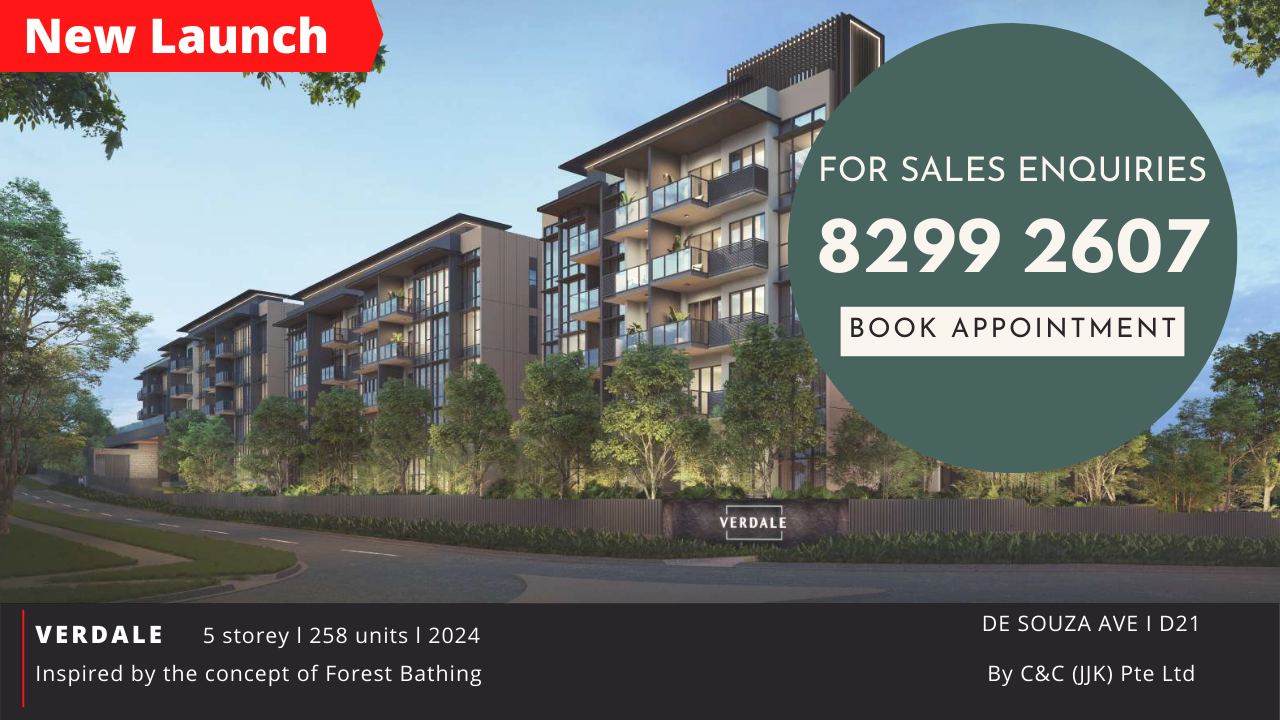 New Launch
FOR SALES ENQUIRIES
8299 2607
BOOK APPOINTMENT
VERDALE
VERDALE 5 storey l 258 units l 2024
Inspired by the concept of Forest Bathing
DE SOUZA AVE I D21
By C&C (JJK) Pte Ltd